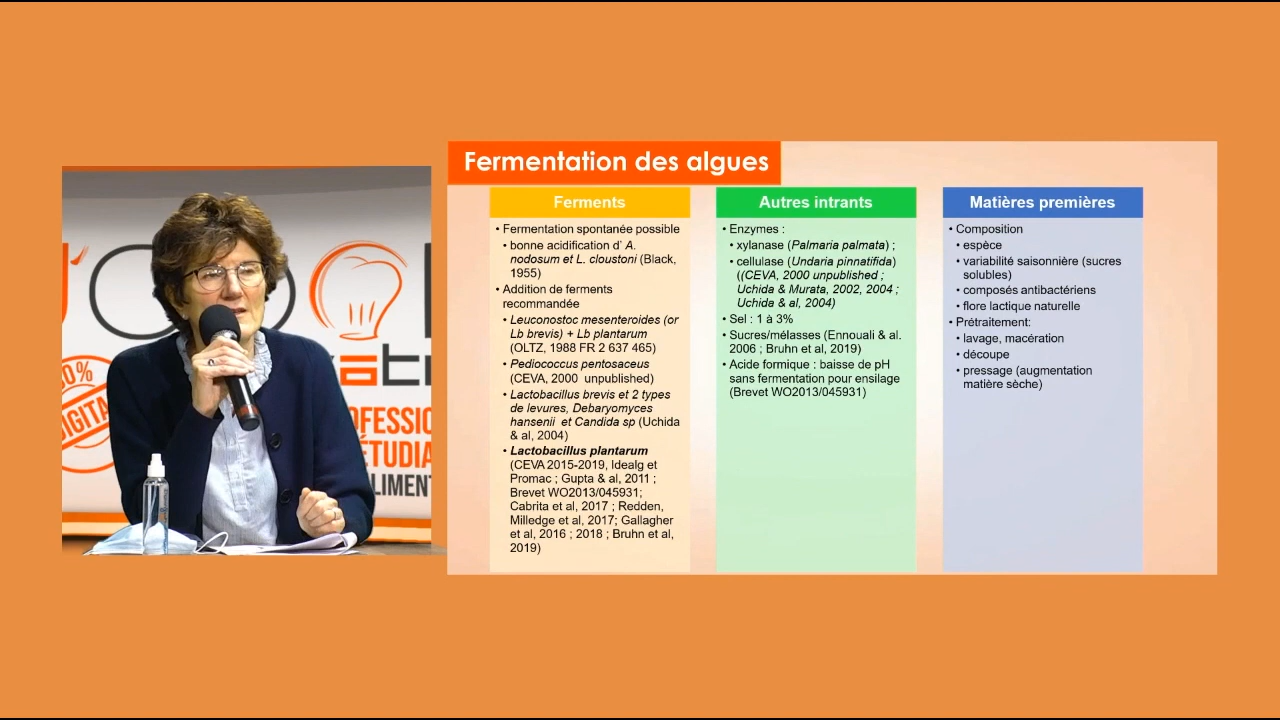 Fermentation des algues
Ferments
• Fermentation spontanée possible
• bonne acidification d' A.
nodosum et L. cloustoni (Black,
1955)
• Addition de ferments
recommandée
• Leuconostoc mesenteroides (or
Lb brevis) + Lb plantarum
(OLTZ, 1988 FR 2 637 465)
• Pediococcus pentosaceus
(CEVA, 2000 unpublished)
• Lactobacillus brevis et 2 types
de levures, Debaryomyces
hansenii et Candida sp (Uchida
& al, 2004)
• Lactobacillus plantarum
(CEVA 2015-2019, Idealg et
Promac ; Gupta & al, 2011 ;
Brevet WO2013/045931;
Cabrita et al, 2017 ; Redden,
Milledge et al, 2017; Gallagher
et al, 2016 ; 2018 ; Bruhn et al,
2019)
Autres intrants
• Enzymes :
• xylanase (Palmaria palmata) ;
• cellulase (Undaria pinnatifida)
((CEVA, 2000 unpublished ;
Uchida & Murata, 2002, 2004 ;
Uchida & al, 2004)
• Sel : 1 à 3%
• Sucres/mélasses (Ennouali & al.
2006 ; Bruhn et al, 2019)
• Acide formique : baisse de pH
sans fermentation pour ensilage
(Brevet WO2013/045931)
Matières premières
• Composition
• espèce
• variabilité saisonnière (sucres
solubles)
• composés antibactériens
• flore lactique naturelle
• Prétraitement:
• lavage, macération
• découpe
• pressage (augmentation
matière sèche)
0%
DIGITA
OFESSIO
ÉTUDIA
ALIMENT